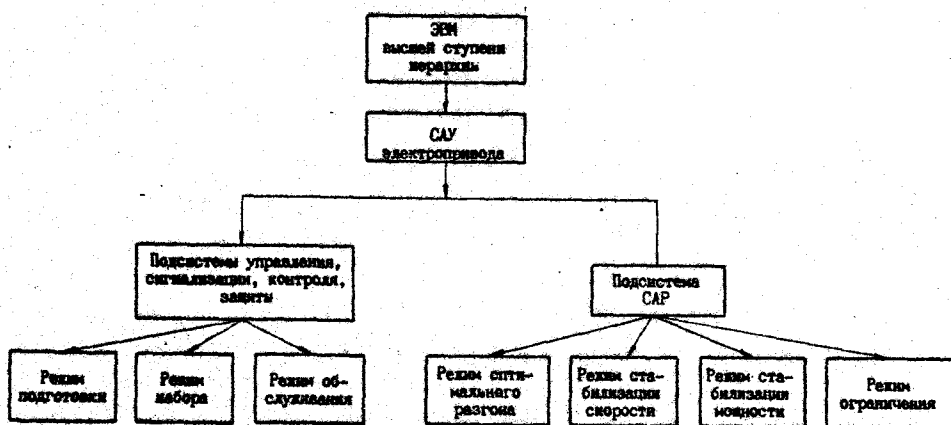 ЭВМ
высшей ступени
иерархии
САУ
электропривода
Подсистемы управления,
сигнализации, контроля,
защиты
Подсистема
САР
Режим
подготовки
Режим
набора
Режим об-
служивания
Режим опти-
мального
разгона
Режим ста-
билизации
скорости
Режим ста-
билизации
мощности
Режим
ограничения